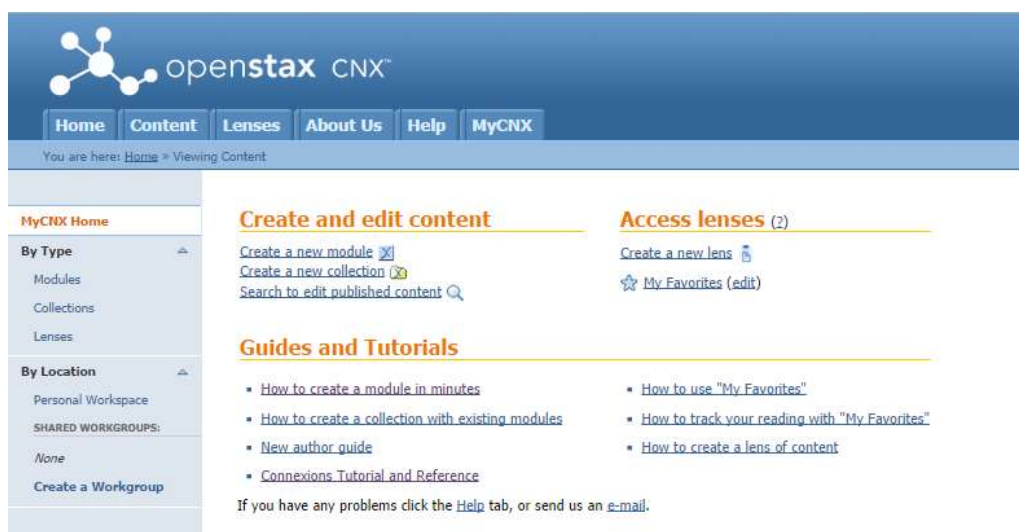 openstax CNX™
Home Content Lenses About Us Help MyCNX
You are here: Home » Viewing Content
MyCNX Home
By Type
Modules
Collections
Lenses
By Location
Personal Workspace
SHARED WORKGROUPS:
None
Create a Workgroup
Create and edit content
Create a new module
Create a new collection
Search to edit published content
Access lenses (?)
Create a new lens
My Favorites (edit)
Guides and Tutorials
▪ How to create a module in minutes
▪ How to create a collection with existing modules
▪ New author guide
▪ Connexions Tutorial and Reference
▪ How to use "My Favorites"
▪ How to track your reading with "My Favorites"
▪ How to create a lens of content
If you have any problems click the Help tab, or send us an e-mail.